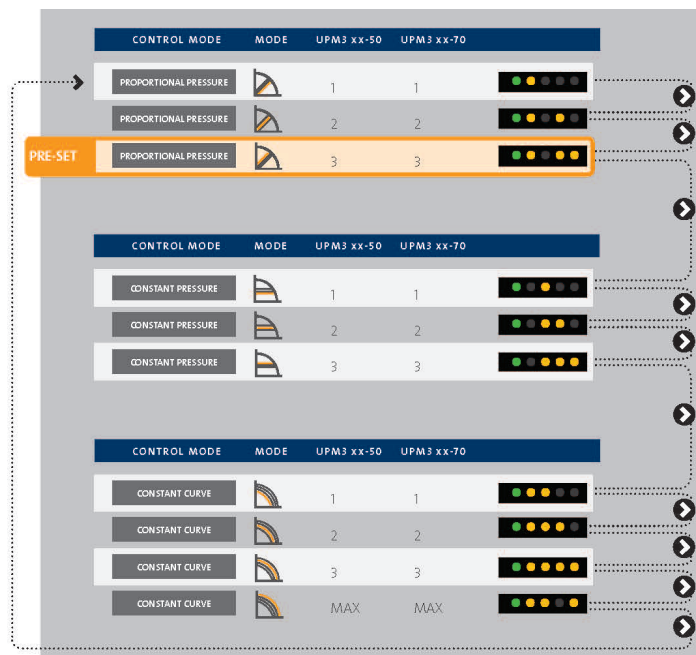 CONTROL MODE MODE UPM3 xx-50 UPM3 xx-70
PROPORTIONAL PRESSURE 1 1
PROPORTIONAL PRESSURE 2 2
PRE-SET PROPORTIONAL PRESSURE 3 3
CONTROL MODE MODE UPM3 xx-50 UPM3 xx-70
CONSTANT PRESSURE 1 1
CONSTANT PRESSURE 2 2
CONSTANT PRESSURE 3 3
CONTROL MODE MODE UPM3 xx-50 UPM3 xx-70
CONSTANT CURVE 1 1
CONSTANT CURVE 2 2
CONSTANT CURVE 3 3
CONSTANT CURVE MAX MAX